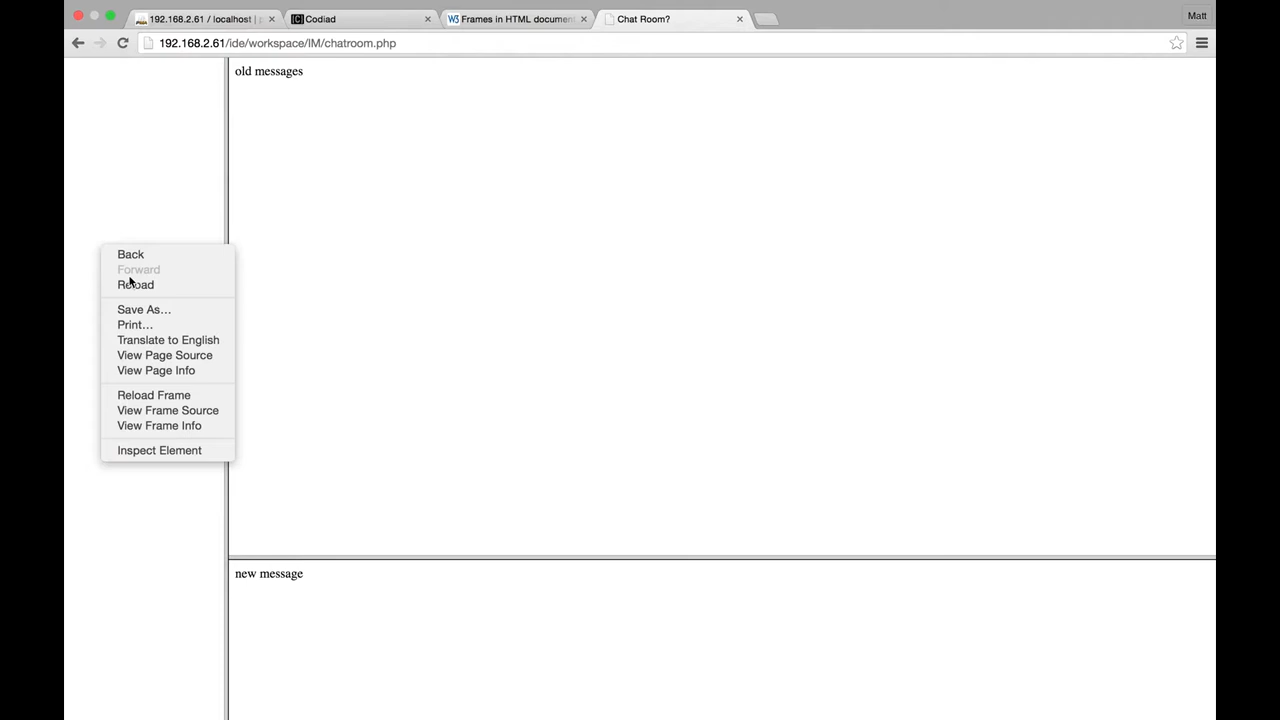 192.168.2.61 / localhost | p
Codiad
Frames in HTML document
Chat Room?
Matt
192.168.2.61/ide/workspace/IM/chatroom.php
old messages
Back
Forward
Reload
Save As...
Print...
Translate to English
View Page Source
View Page Info
Reload Frame
View Frame Source
View Frame Info
Inspect Element
new message